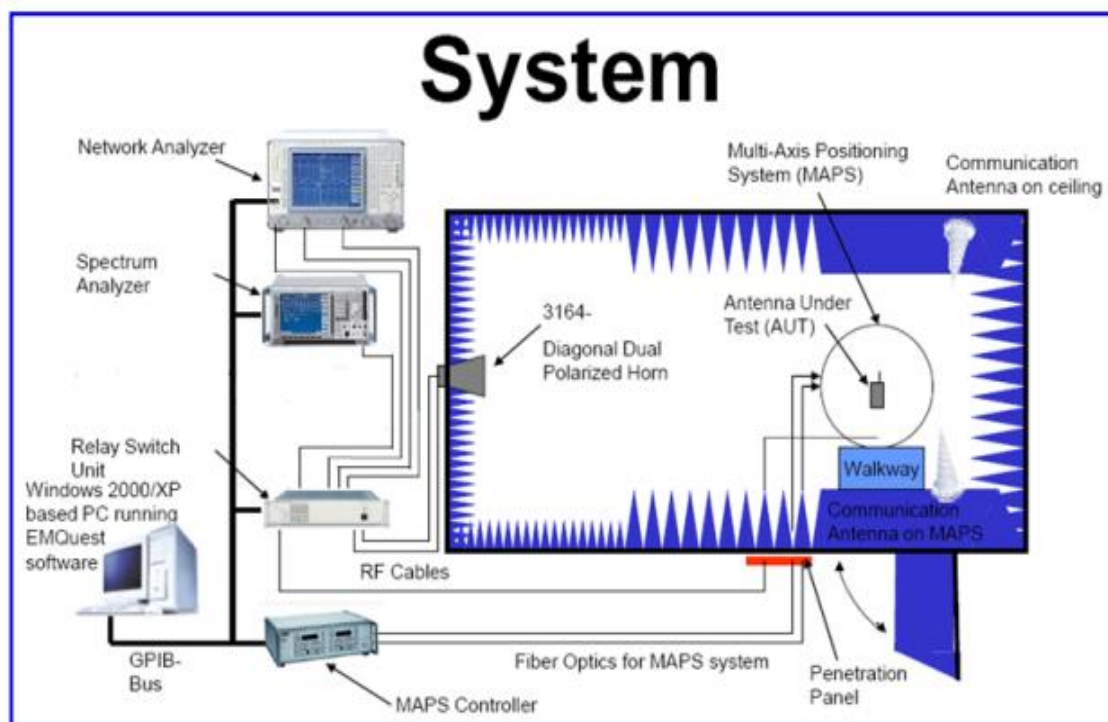 System
Network Analyzer
Multi-Axis Positioning
System (MAPS)
Communication
Antenna on ceiling
Spectrum
Analyzer
3164-
Diagonal Dual
Polarized Horn
Antenna Under
Test (AUT)
Relay Switch
Unit
Windows 2000/XP
based PC running
EMQuest
software
Walkway
Communication
Antenna on MAPS
RF Cables
GPIB-
Bus
Fiber Optics for MAPS system
Penetration
Panel
MAPS Controller